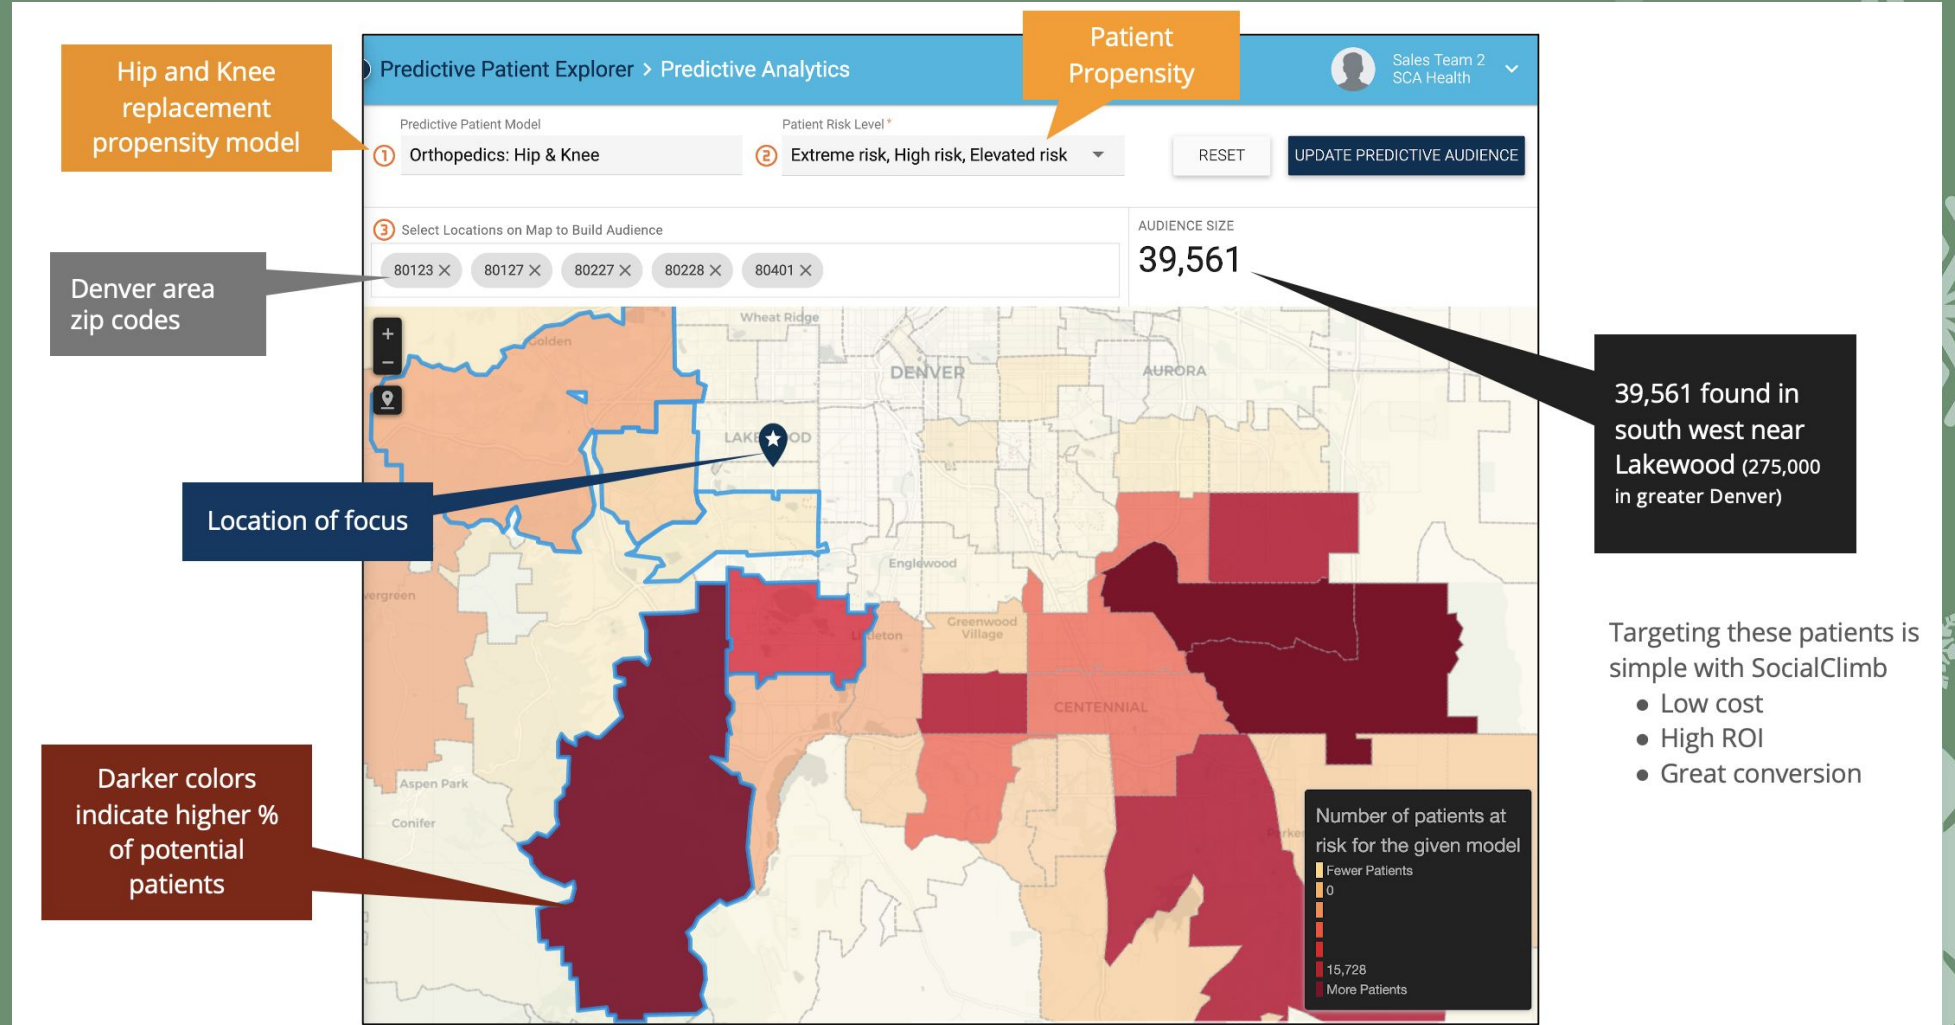 Hip and Knee
replacement
propensity model
Patient
Propensity
Predictive Patient Explorer > Predictive Analytics
Sales Team 2
SCA Health
Predictive Patient Model
Patient Risk Level *
1 Orthopedics: Hip & Knee
2 Extreme risk, High risk, Elevated risk
RESET
UPDATE PREDICTIVE AUDIENCE
3 Select Locations on Map to Build Audience
AUDIENCE SIZE
39,561
80123 × 80127 × 80227 × 80228 × 80401 ×
Denver area
zip codes
+
−
Wheat Ridge
Golden
DENVER
AURORA
39,561 found in
south west near
Lakewood (275,000
in greater Denver)
Location of focus
Englewood
Greenwood
Village
CENTENNIAL
Targeting these patients is
simple with SocialClimb
● Low cost
● High ROI
● Great conversion
Darker colors
indicate higher %
of potential
patients
Aspen Park
Conifer
Number of patients at
risk for the given model
Fewer Patients
0
15,728
More Patients